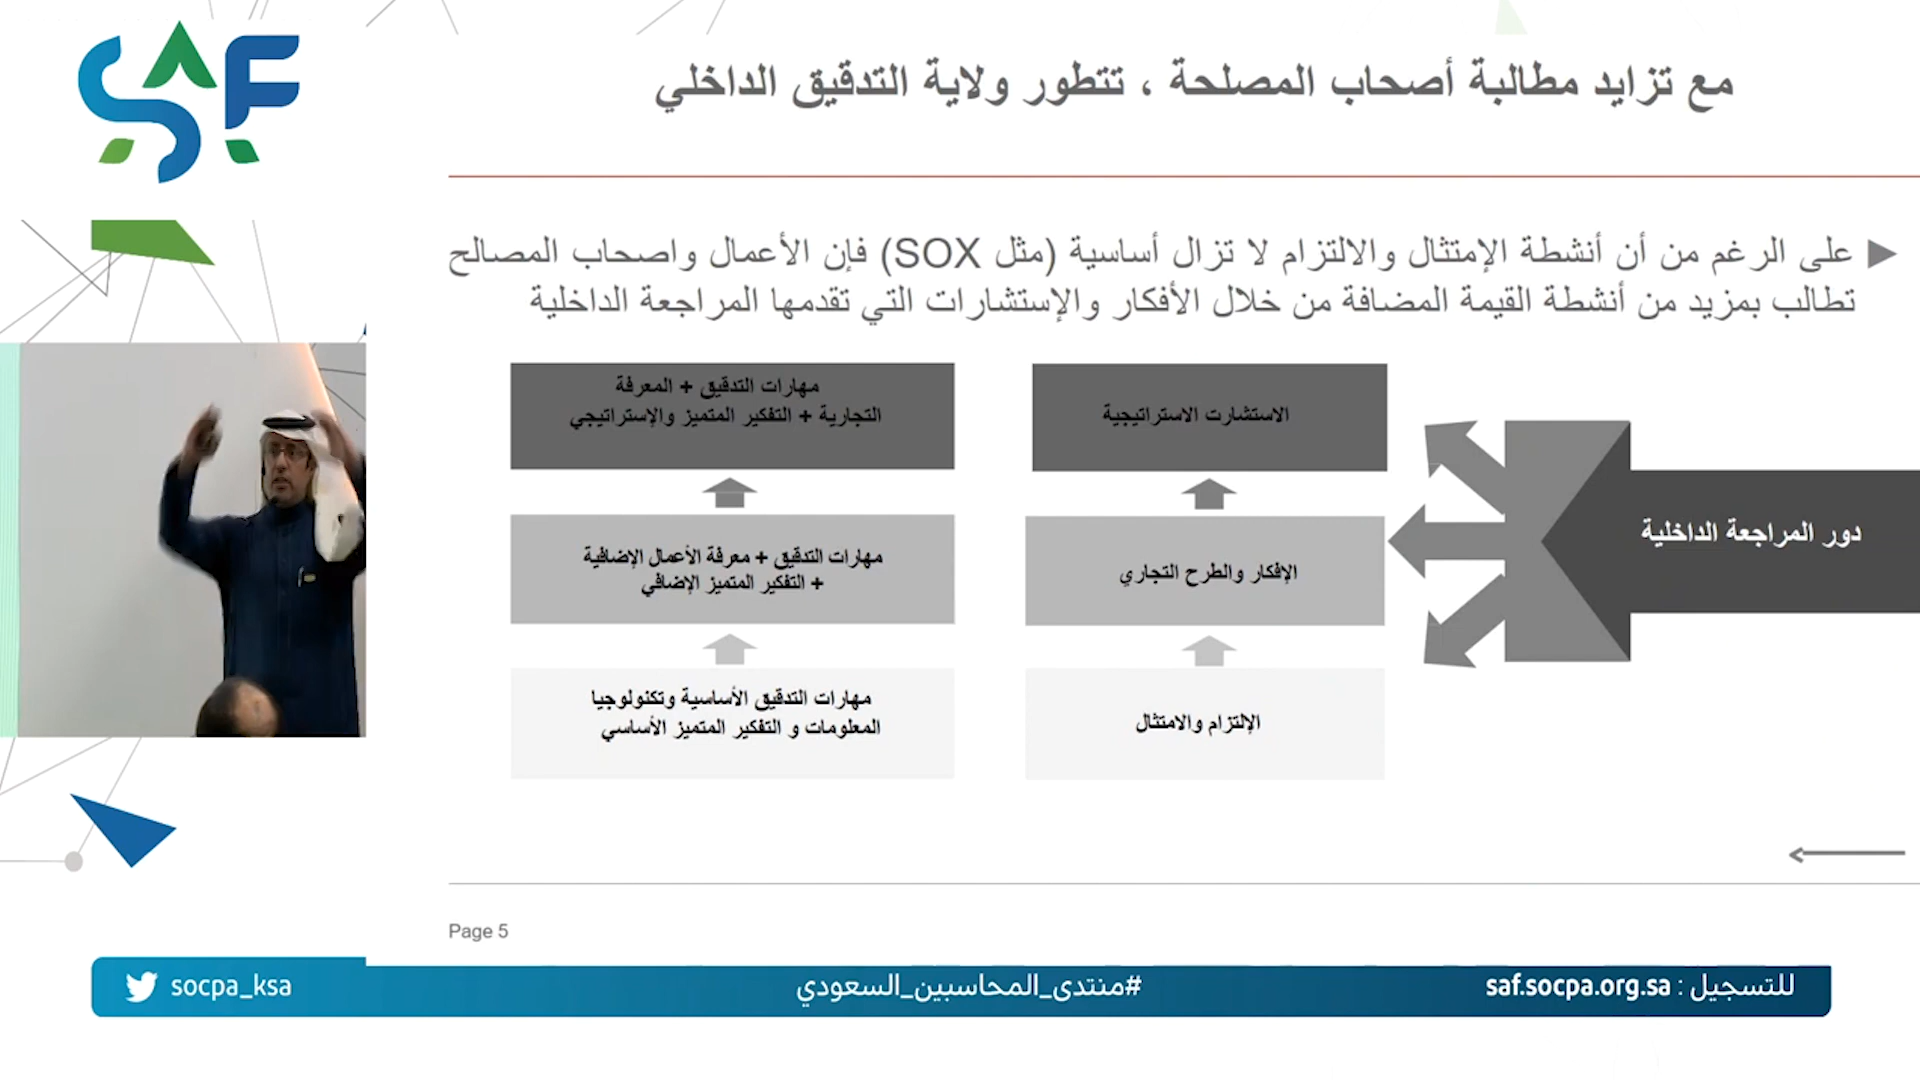 SAF
مع تزايد مطالبة أصحاب المصلحة ، تتطور ولاية التدقيق الداخلي
على الرغم من أن أنشطة الإمتثال والالتزام لا تزال أساسية (مثل SOX) فإن الأعمال واصحاب المصالح
تطالب بمزيد من أنشطة القيمة المضافة من خلال الأفكار والإستشارات التي تقدمها المراجعة الداخلية
دور المراجعة الداخلية
الاستشارت الاستراتيجية
مهارات التدقيق + المعرفة
التجارية + التفكير المتميز والإستراتيجي
الإفكار والطرح التجاري
مهارات التدقيق + معرفة الأعمال الإضافية
+ التفكير المتميز الإضافي
الإلتزام والامتثال
مهارات التدقيق الأساسية وتكنولوجيا
المعلومات و التفكير المتميز الأساسي
Page 5
للتسجيل : saf.socpa.org.sa
#منتدى_المحاسبين_السعودي
socpa_ksa